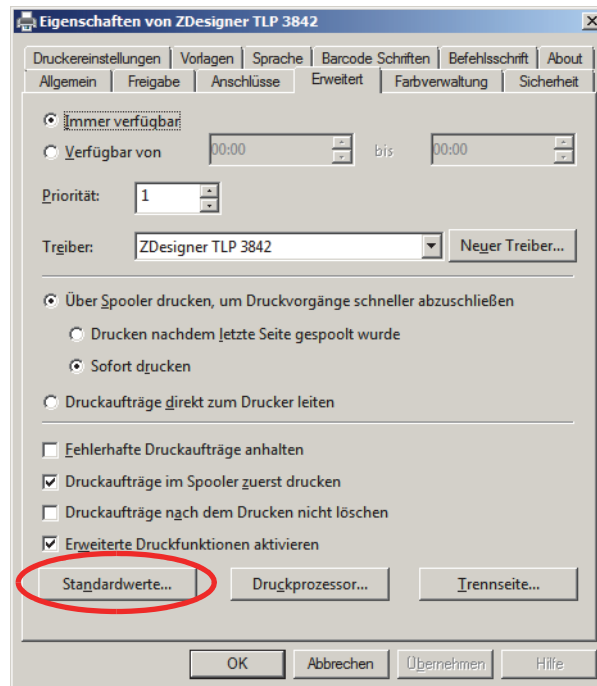 Eigenschaften von ZDesigner TLP 3842
Druckereinstellungen Vorlagen Sprache Barcode Schriften Befehlsschrift About
Allgemein Freigabe Anschlüsse Erweitert Farbverwaltung Sicherheit
Immer verfügbar
Verfügbar von 00:00 bis 00:00
Priorität: 1
Treiber: ZDesigner TLP 3842 Neuer Treiber...
Über Spooler drucken, um Druckvorgänge schneller abzuschließen
Drucken nachdem letzte Seite gespoolt wurde
Sofort drucken
Druckaufträge direkt zum Drucker leiten
Fehlerhafte Druckaufträge anhalten
Druckaufträge im Spooler zuerst drucken
Druckaufträge nach dem Drucken nicht löschen
Erweiterte Druckfunktionen aktivieren
Standardwerte... Druckprozessor... Trennseite...
OK Abbrechen Übernehmen Hilfe